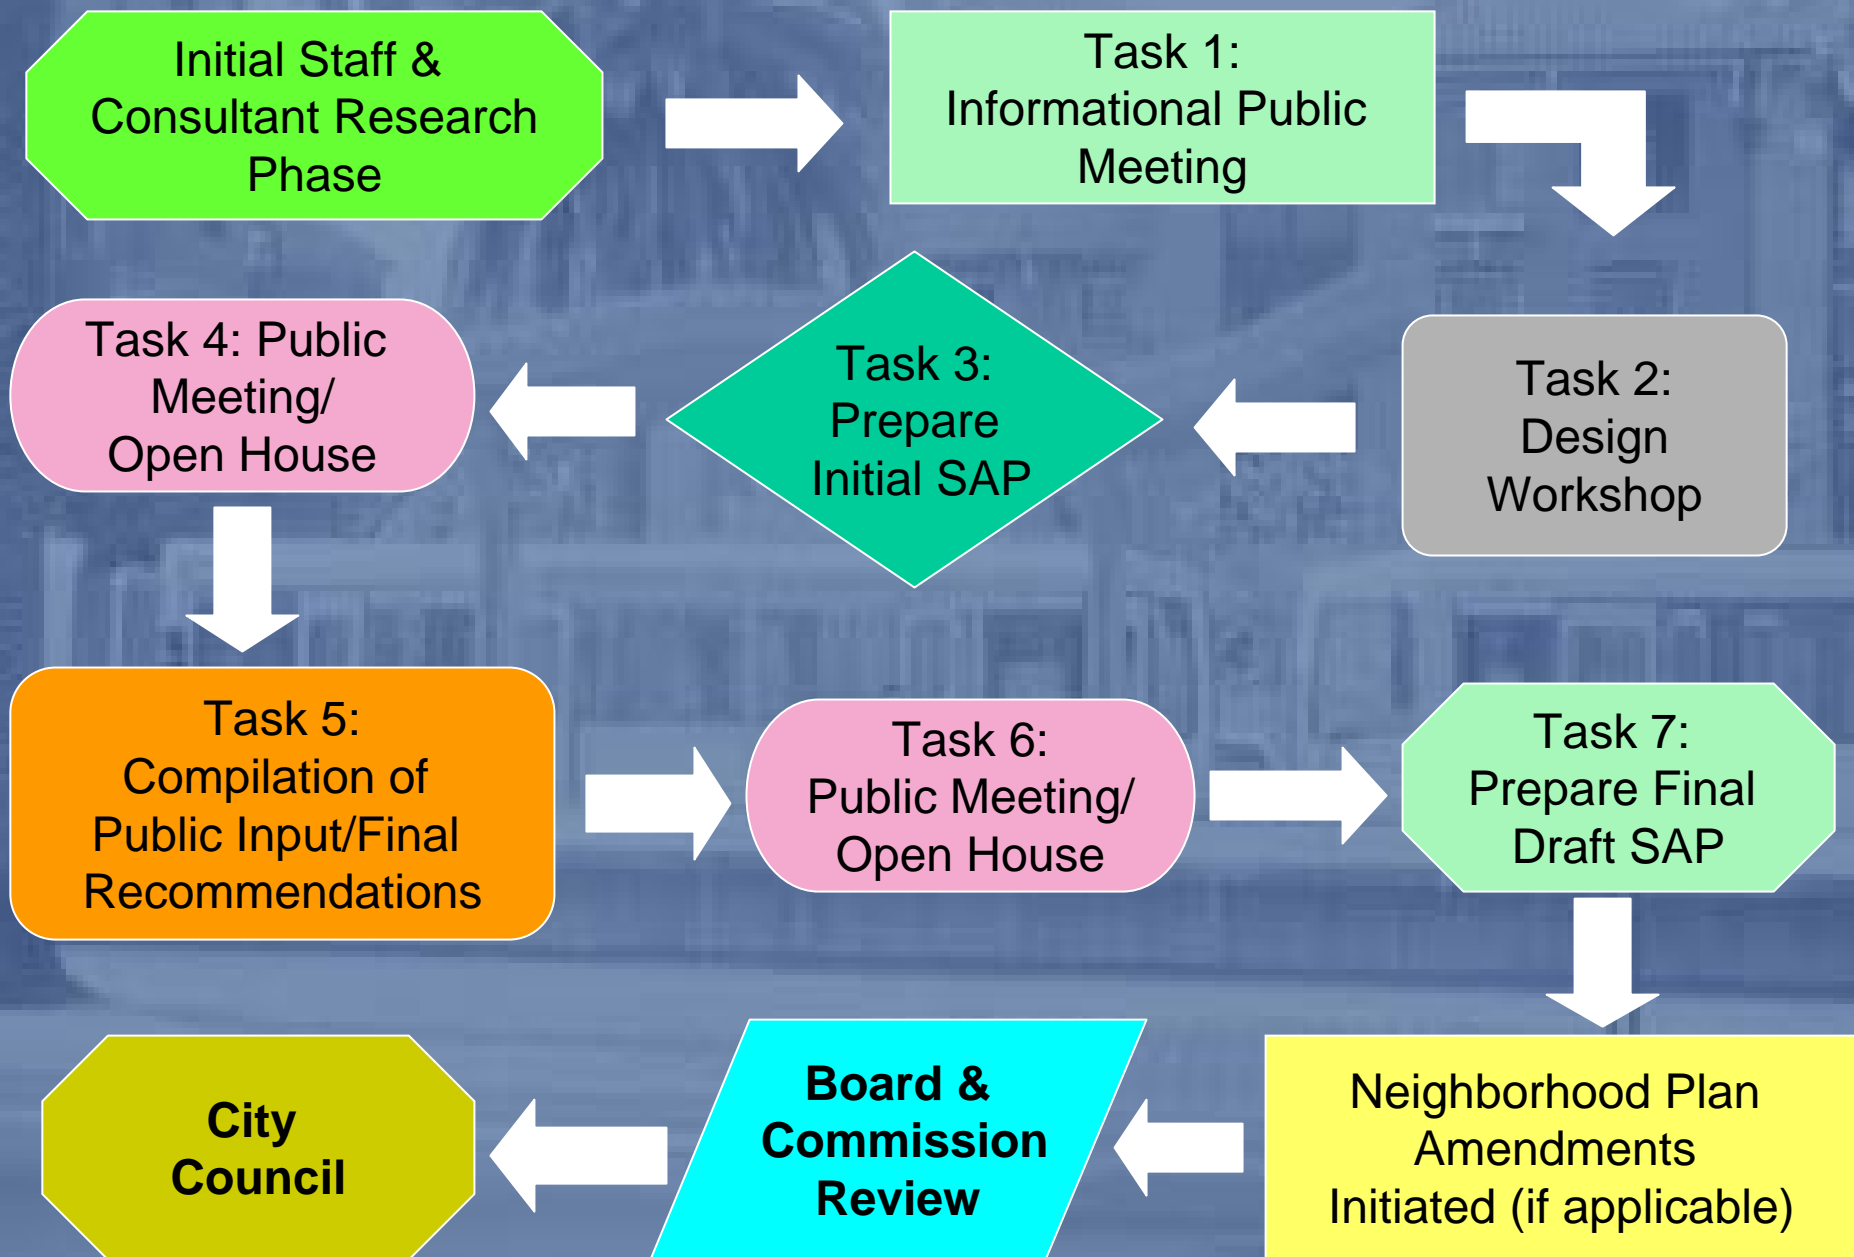 Initial Staff &
Consultant Research
Phase
Task 1:
Informational Public
Meeting
Task 2:
Design
Workshop
Task 3:
Prepare
Initial SAP
Task 4: Public
Meeting/
Open House
Task 5:
Compilation of
Public Input/Final
Recommendations
Task 6:
Public Meeting/
Open House
Task 7:
Prepare Final
Draft SAP
Neighborhood Plan
Amendments
Initiated (if applicable)
Board &
Commission
Review
City
Council